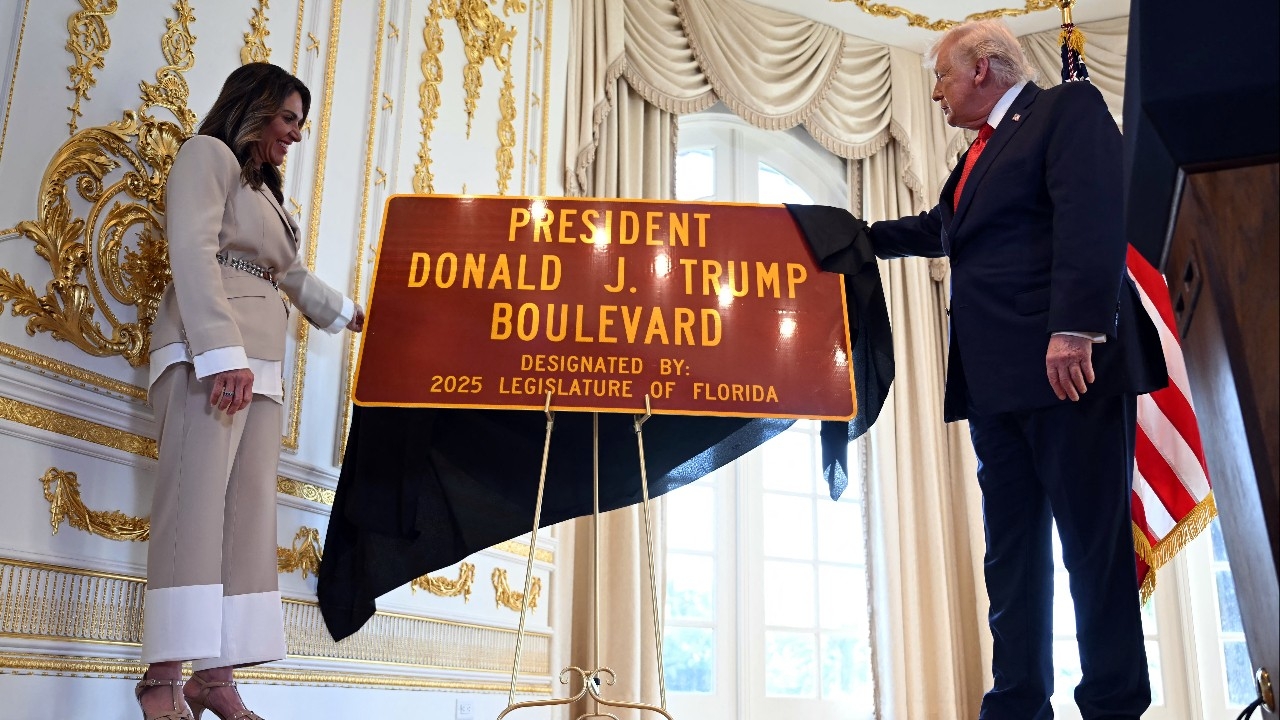 PRESIDENT
DONALD J. TRUMP
BOULEVARD
DESIGNATED BY:
2025 LEGISLATURE OF FLORIDA